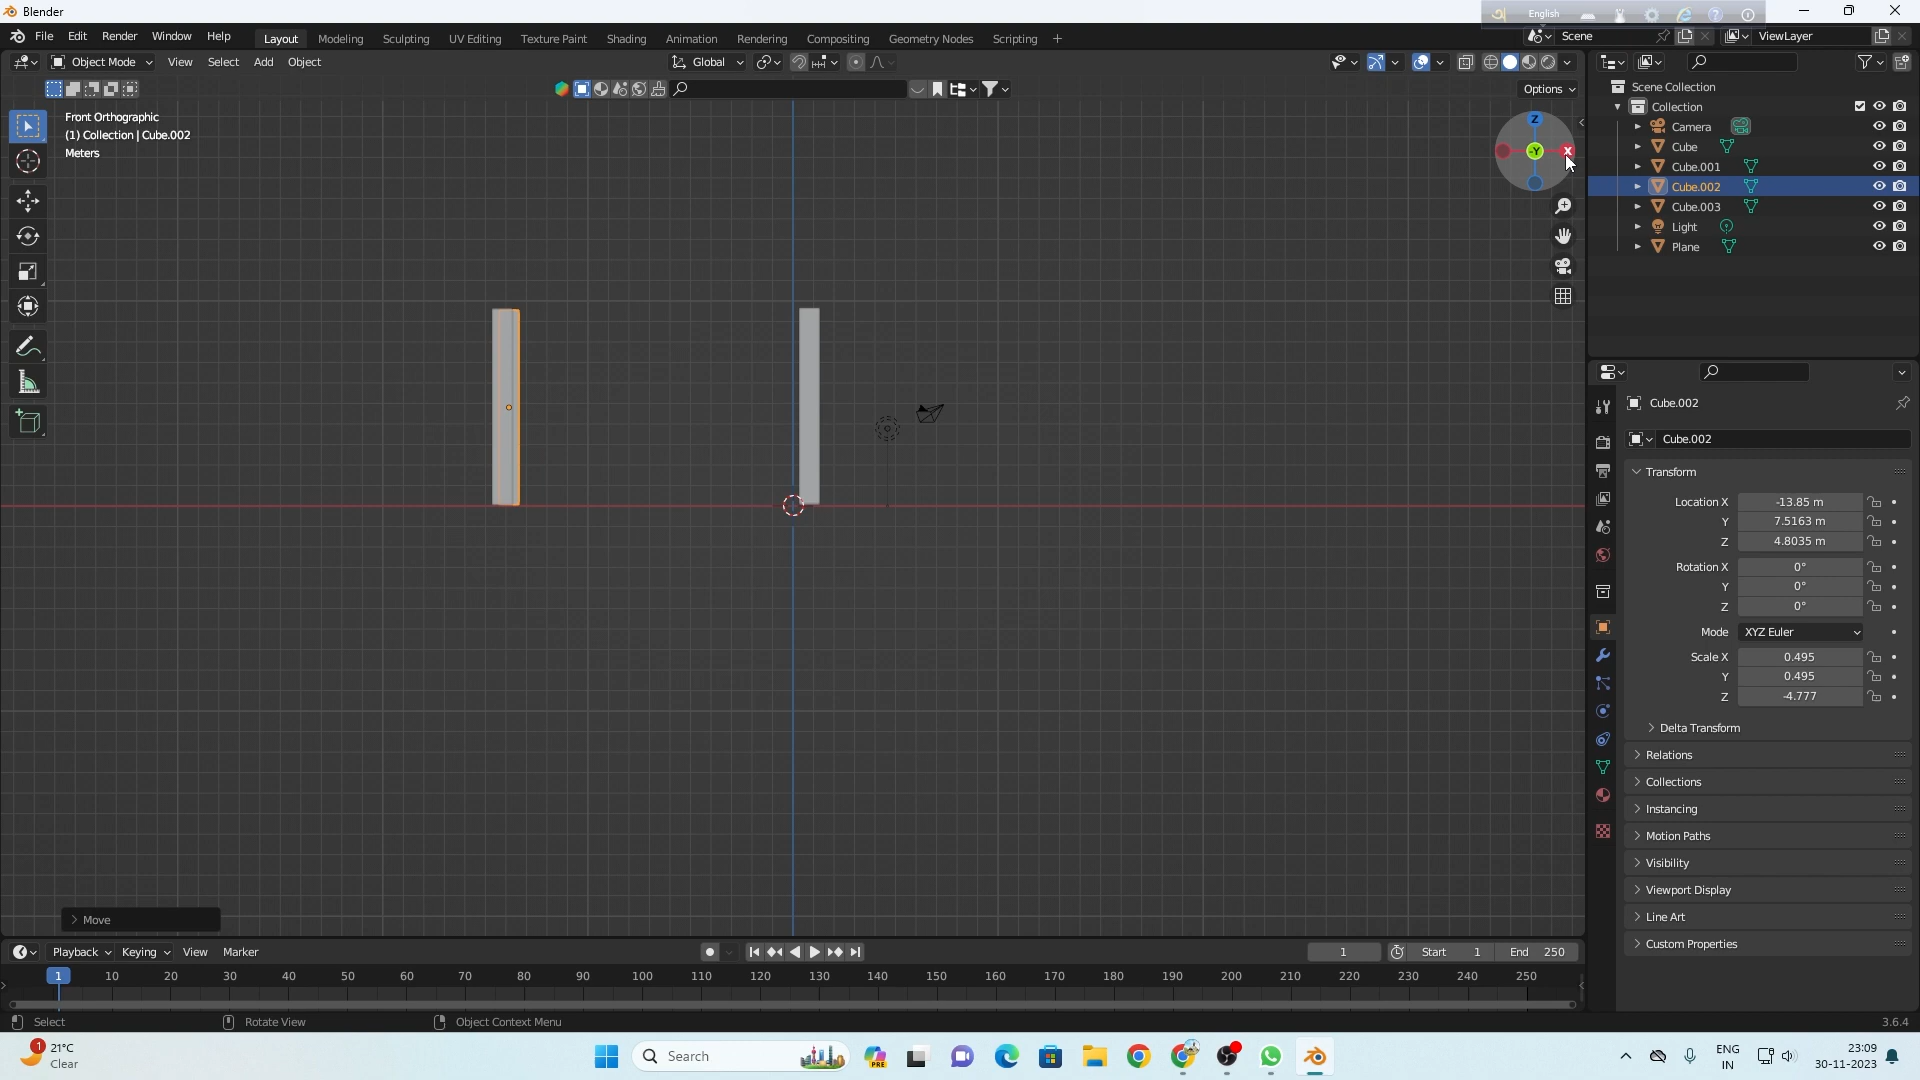 Blender
English
File Edit Render Window Help Layout Modeling Sculpting UV Editing Texture Paint Shading Animation Rendering Compositing Geometry Nodes Scripting + Scene ViewLayer
Object Mode View Select Add Object Global
Options
Front Orthographic
(1) Collection | Cube.002
Meters
Z
-Y
X
Scene Collection
Collection
Camera
Cube
Cube.001
Cube.002
Cube.003
Light
Plane
Cube.002
Cube.002
Transform
Location X -13.85 m
Y 7.5163 m
Z 4.8035 m
Rotation X 0°
Y 0°
Z 0°
Mode XYZ Euler
Scale X 0.495
Y 0.495
Z -4.777
Delta Transform
Relations
Collections
Instancing
Motion Paths
Visibility
Viewport Display
Line Art
Custom Properties
Move
Playback Keying View Marker 1 Start 1 End 250
1 10 20 30 40 50 60 70 80 90 100 110 120 130 140 150 160 170 180 190 200 210 220 230 240 250
Select Rotate View Object Context Menu 3.6.4
1 21°C
Clear
Search
PRE
ENG
IN
23:09
30-11-2023